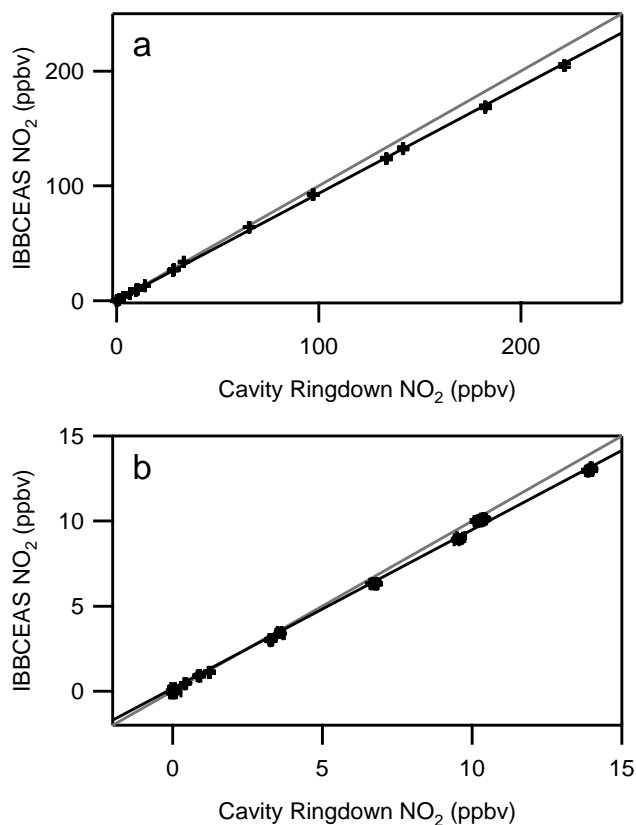 a
200
100
0
IBBCEAS NO₂ (ppbv)
0 100 200
Cavity Ringdown NO₂ (ppbv)
b
15
10
5
0
IBBCEAS NO₂ (ppbv)
0 5 10 15
Cavity Ringdown NO₂ (ppbv)